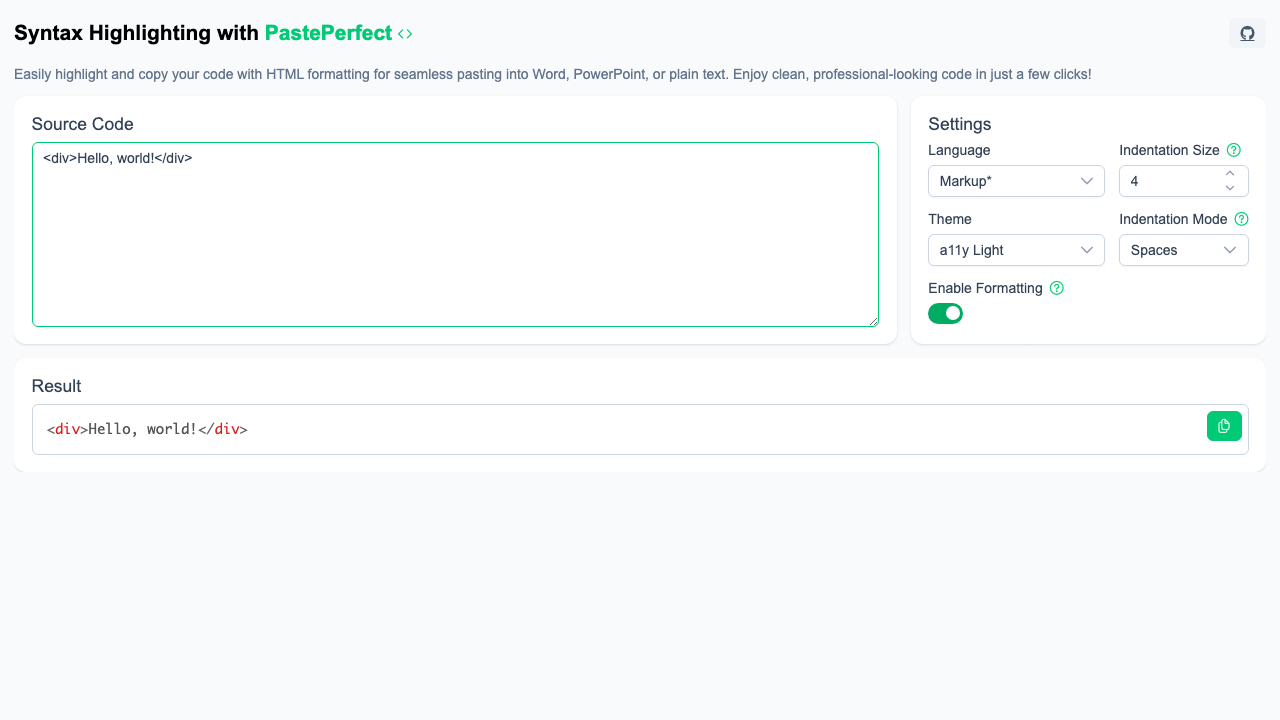 Syntax Highlighting with PastePerfect <>
Easily highlight and copy your code with HTML formatting for seamless pasting into Word, PowerPoint, or plain text. Enjoy clean, professional-looking code in just a few clicks!
Source Code
<div>Hello, world!</div>
Settings
Language
Indentation Size ?
Markup*
4
Theme
Indentation Mode ?
a11y Light
Spaces
Enable Formatting ?
Result
<div>Hello, world!</div>